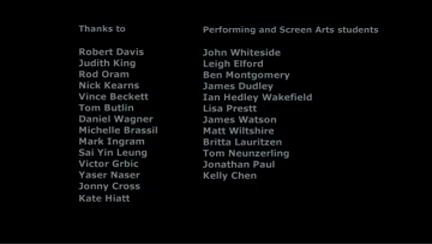 Thanks to
Robert Davis
Judith King
Rod Oram
Nick Kearns
Vince Beckett
Tom Butlin
Daniel Wagner
Michelle Brassil
Mark Ingram
Sai Yin Leung
Victor Grbic
Yaser Naser
Jonny Cross
Kate Hiatt
Performing and Screen Arts students
John Whiteside
Leigh Elford
Ben Montgomery
James Dudley
Ian Hedley Wakefield
Lisa Prestt
James Watson
Matt Wiltshire
Britta Lauritzen
Tom Neunzerling
Jonathan Paul
Kelly Chen